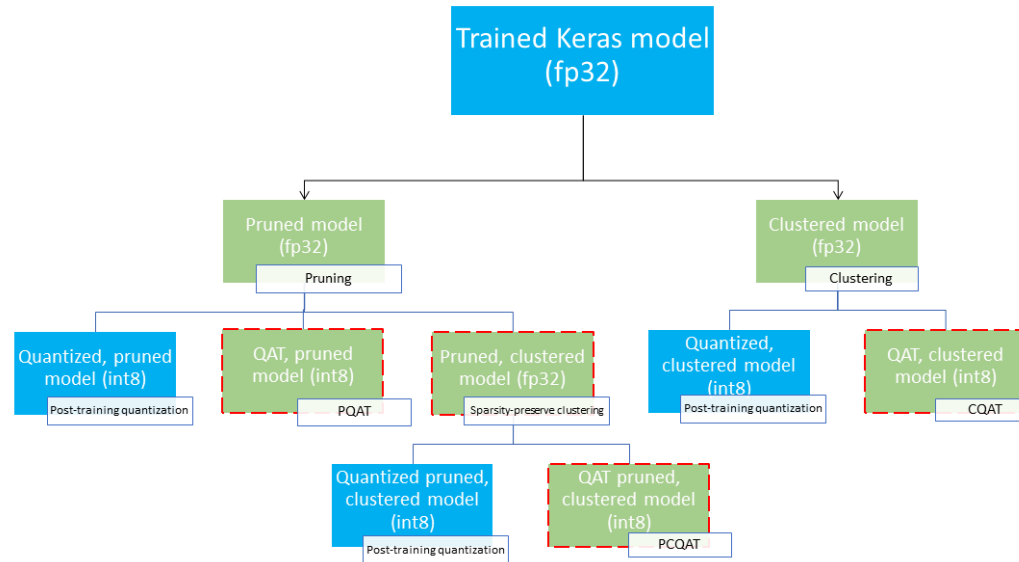 Trained Keras model
(fp32)
Pruned model
(fp32)
Pruning
Clustered model
(fp32)
Clustering
Quantized, pruned
model (int8)
Post-training quantization
QAT, pruned
model (int8)
PQAT
Pruned, clustered
model (fp32)
Sparsity-preserve clustering
Quantized,
clustered model
(int8)
Post-training quantization
QAT, clustered
model (int8)
CQAT
Quantized pruned,
clustered model
(int8)
Post-training quantization
QAT pruned,
clustered model
(int8)
PCQAT